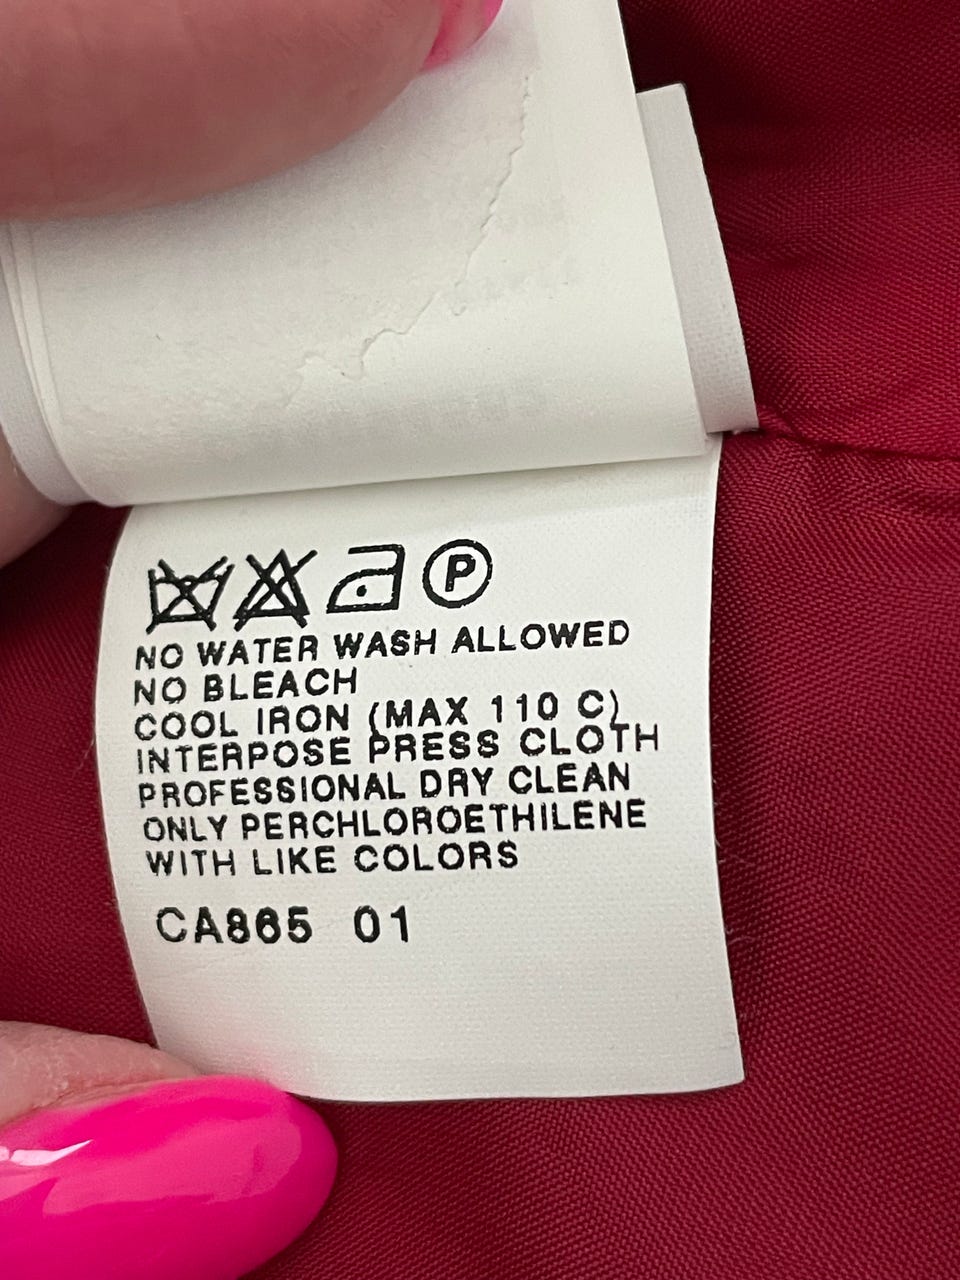 P
NO WATER WASH ALLOWED
NO BLEACH
COOL IRON (MAX 110 C)
INTERPOSE PRESS CLOTH
PROFESSIONAL DRY CLEAN
ONLY PERCHLOROETHILENE
WITH LIKE COLORS
CA865 01